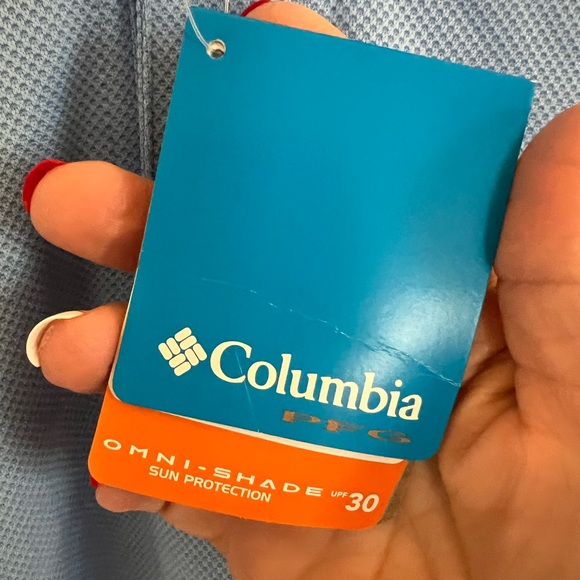 Columbia
PFG
OMNI-SHADE
SUN PROTECTION
UPF 30